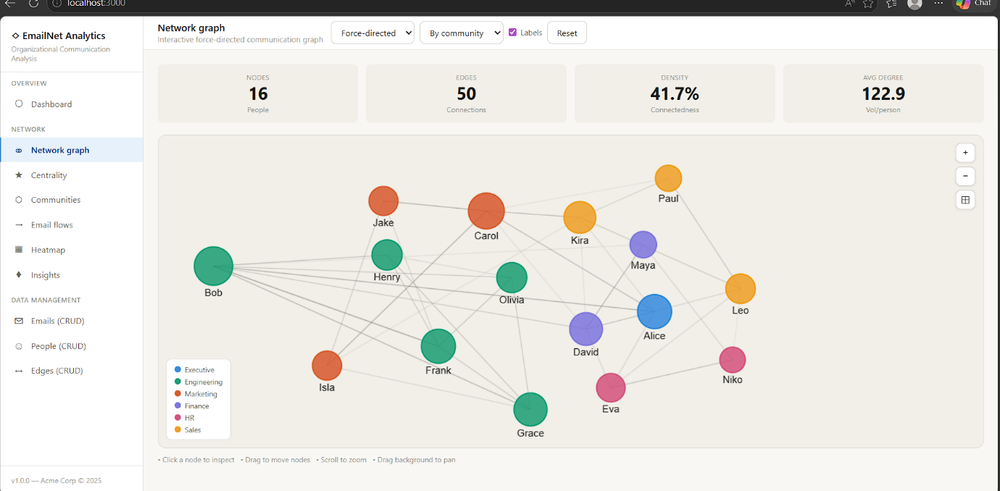 localhost:3000
Chat
◇ EmailNet Analytics
Organizational Communication
Analysis
OVERVIEW
Dashboard
NETWORK
Network graph
Centrality
Communities
Email flows
Heatmap
Insights
DATA MANAGEMENT
Emails (CRUD)
People (CRUD)
Edges (CRUD)
v1.0.0 — Acme Corp © 2025
Network graph
Interactive force-directed communication graph
Force-directed
By community
Labels
Reset
NODES
16
People
EDGES
50
Connections
DENSITY
41.7%
Connectedness
AVG DEGREE
122.9
Vol/person
+
−
Paul
Jake
Carol
Kira
Maya
Henry
Bob
Olivia
Leo
Alice
David
Frank
Niko
Isla
Eva
Grace
Executive
Engineering
Marketing
Finance
HR
Sales
• Click a node to inspect • Drag to move nodes • Scroll to zoom • Drag background to pan